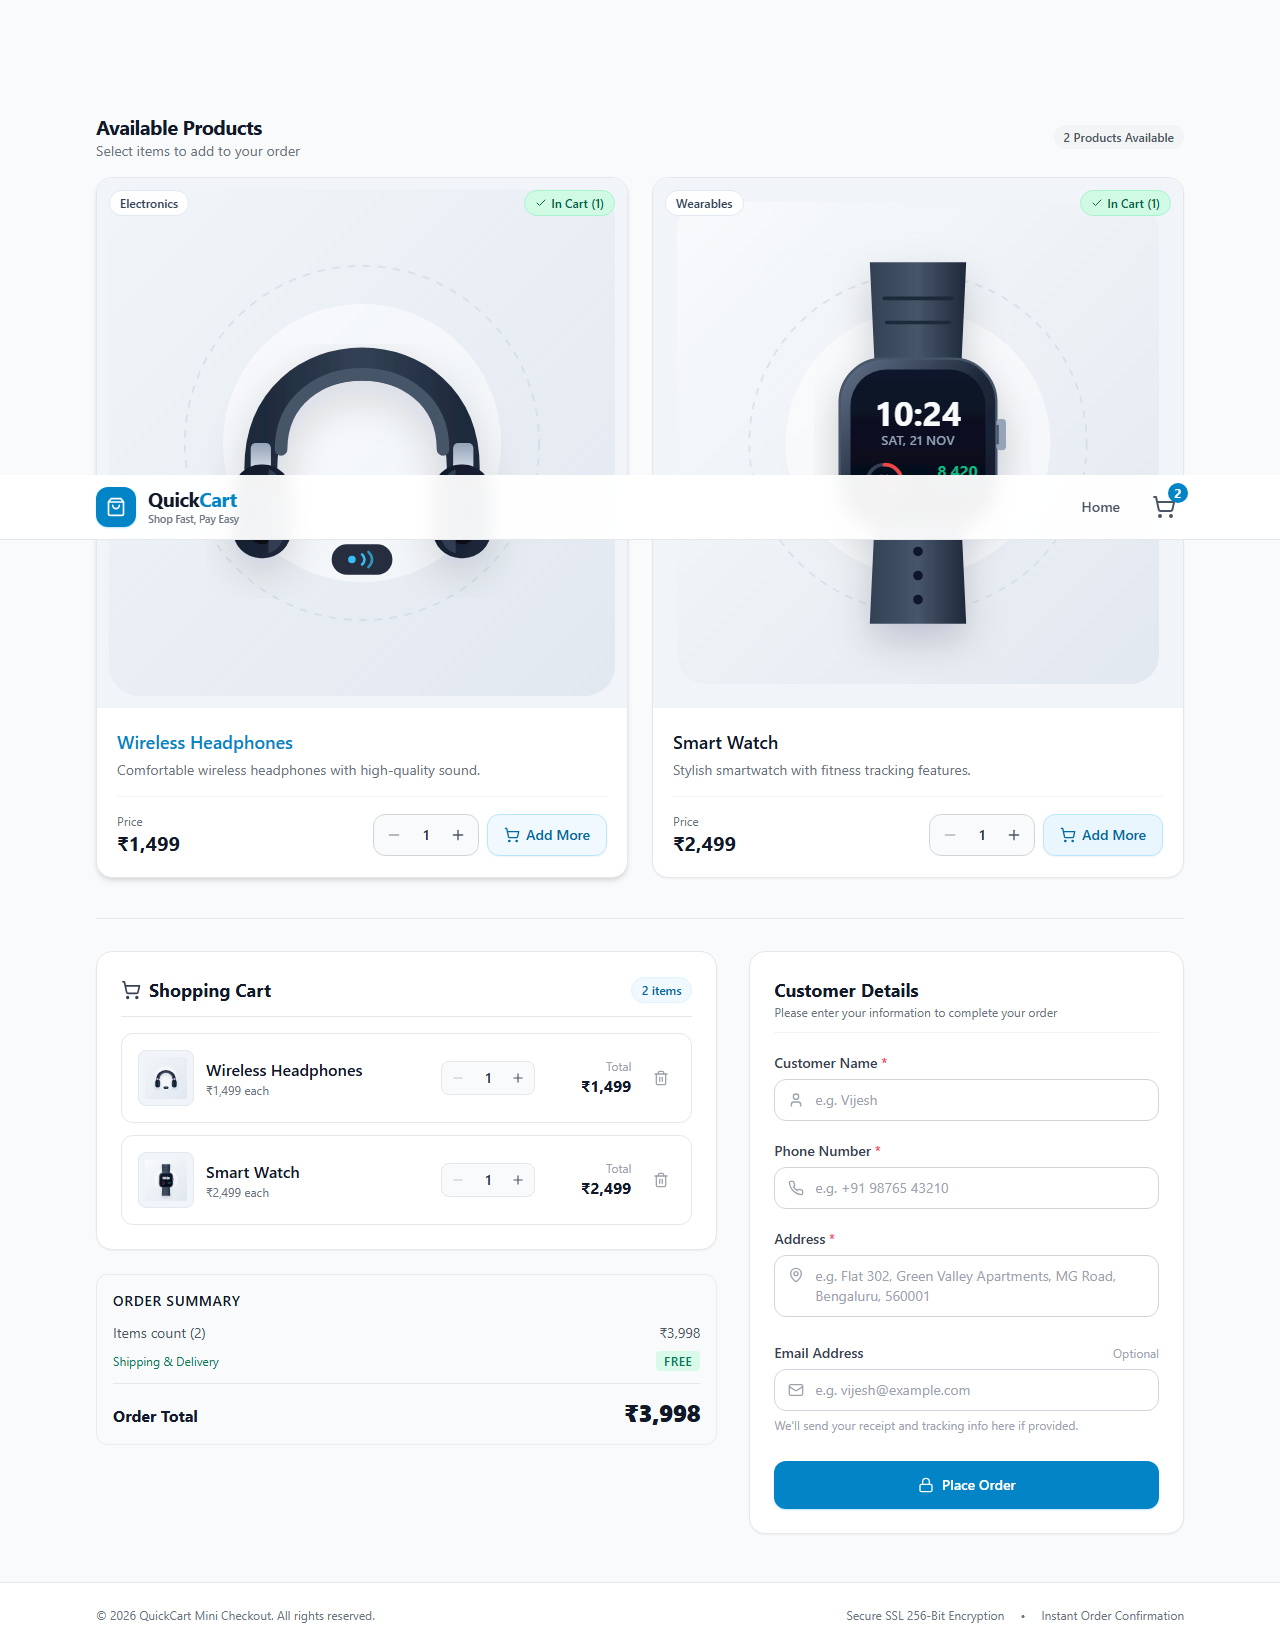 Available Products
Select items to add to your order
2 Products Available
Electronics
In Cart (1)
Wearables
In Cart (1)
10:24
SAT, 21 NOV
8,420
QuickCart
Shop Fast, Pay Easy
Home
2
Wireless Headphones
Comfortable wireless headphones with high-quality sound.
Price
₹1,499
1
Add More
Smart Watch
Stylish smartwatch with fitness tracking features.
Price
₹2,499
1
Add More
Shopping Cart
2 items
Wireless Headphones
₹1,499 each
1
Total
₹1,499
Smart Watch
₹2,499 each
1
Total
₹2,499
ORDER SUMMARY
Items count (2)
₹3,998
Shipping & Delivery
FREE
Order Total
₹3,998
Customer Details
Please enter your information to complete your order
Customer Name *
e.g. Vijesh
Phone Number *
e.g. +91 98765 43210
Address *
e.g. Flat 302, Green Valley Apartments, MG Road,
Bengaluru, 560001
Email Address
Optional
e.g. vijesh@example.com
We'll send your receipt and tracking info here if provided.
Place Order
© 2026 QuickCart Mini Checkout. All rights reserved.
Secure SSL 256-Bit Encryption
•
Instant Order Confirmation